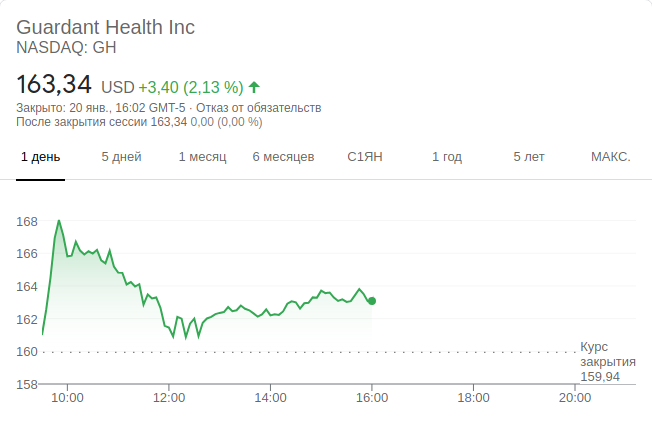 Guardant Health Inc
NASDAQ: GH
163,34 USD +3,40 (2,13 %)
Закрыто: 20 янв., 16:02 GMT-5 · Отказ от обязательств
После закрытия сессии 163,34 0,00 (0,00 %)
1 день 5 дней 1 месяц 6 месяцев С1ЯН 1 год 5 лет МАКС.
168
166
164
162
160
158
Курс
закрытия
159,94
10:00 12:00 14:00 16:00 18:00 20:00